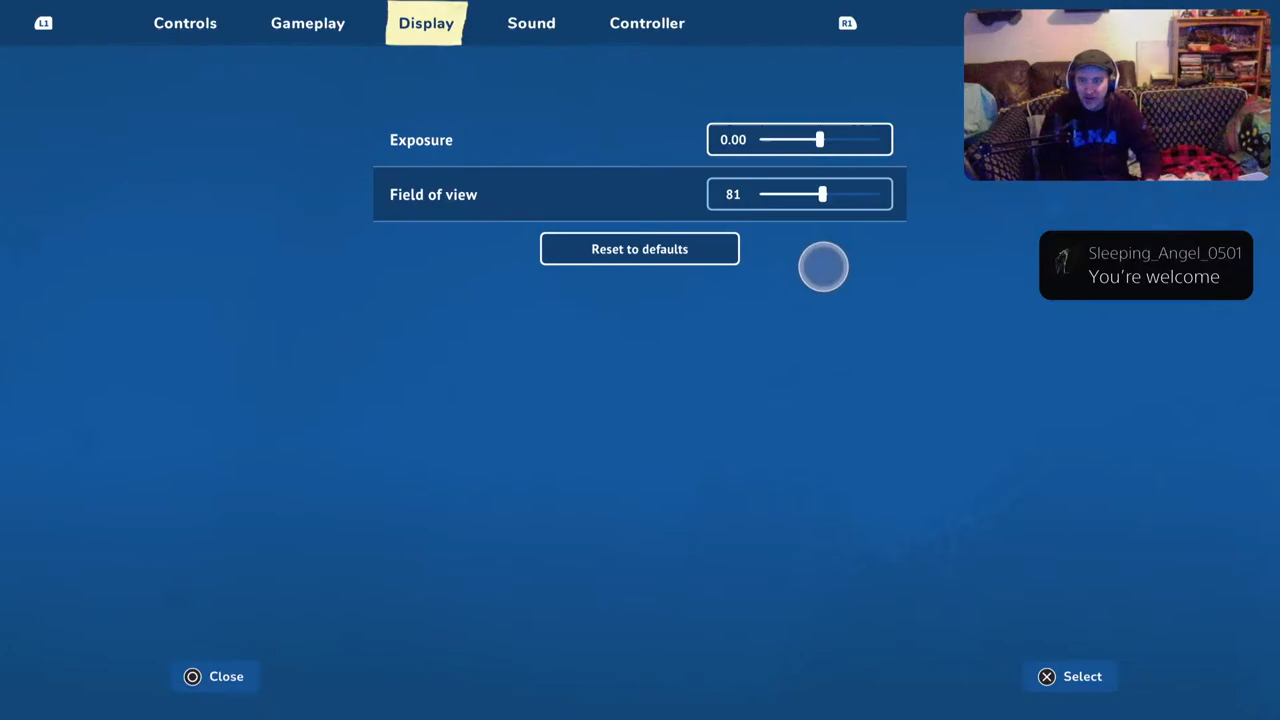 L1 Controls Gameplay Display Sound Controller R1
Exposure 0.00
Field of view 81
Reset to defaults
Sleeping_Angel_0501
You're welcome
Close
Select